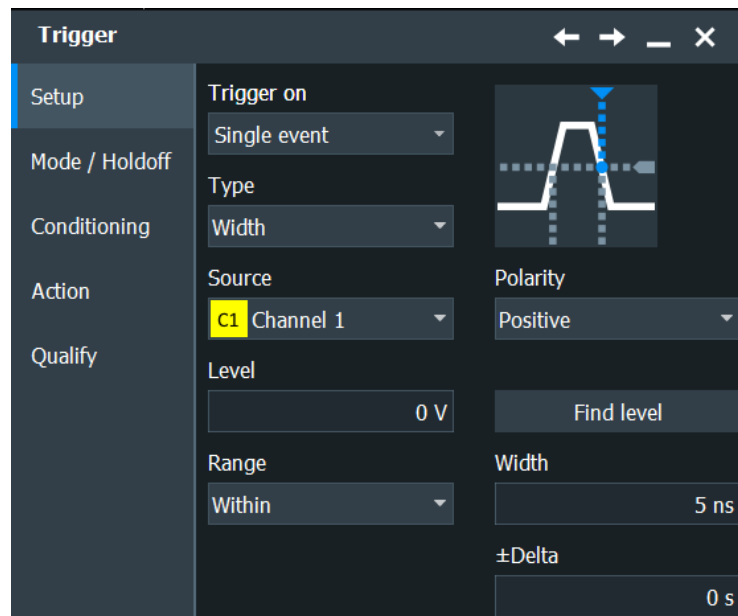 Trigger
Setup
Mode / Holdoff
Conditioning
Action
Qualify
Trigger on
Single event
Type
Width
Source
Polarity
C1 Channel 1
Positive
Level
0 V
Find level
Range
Width
Within
5 ns
±Delta
0 s